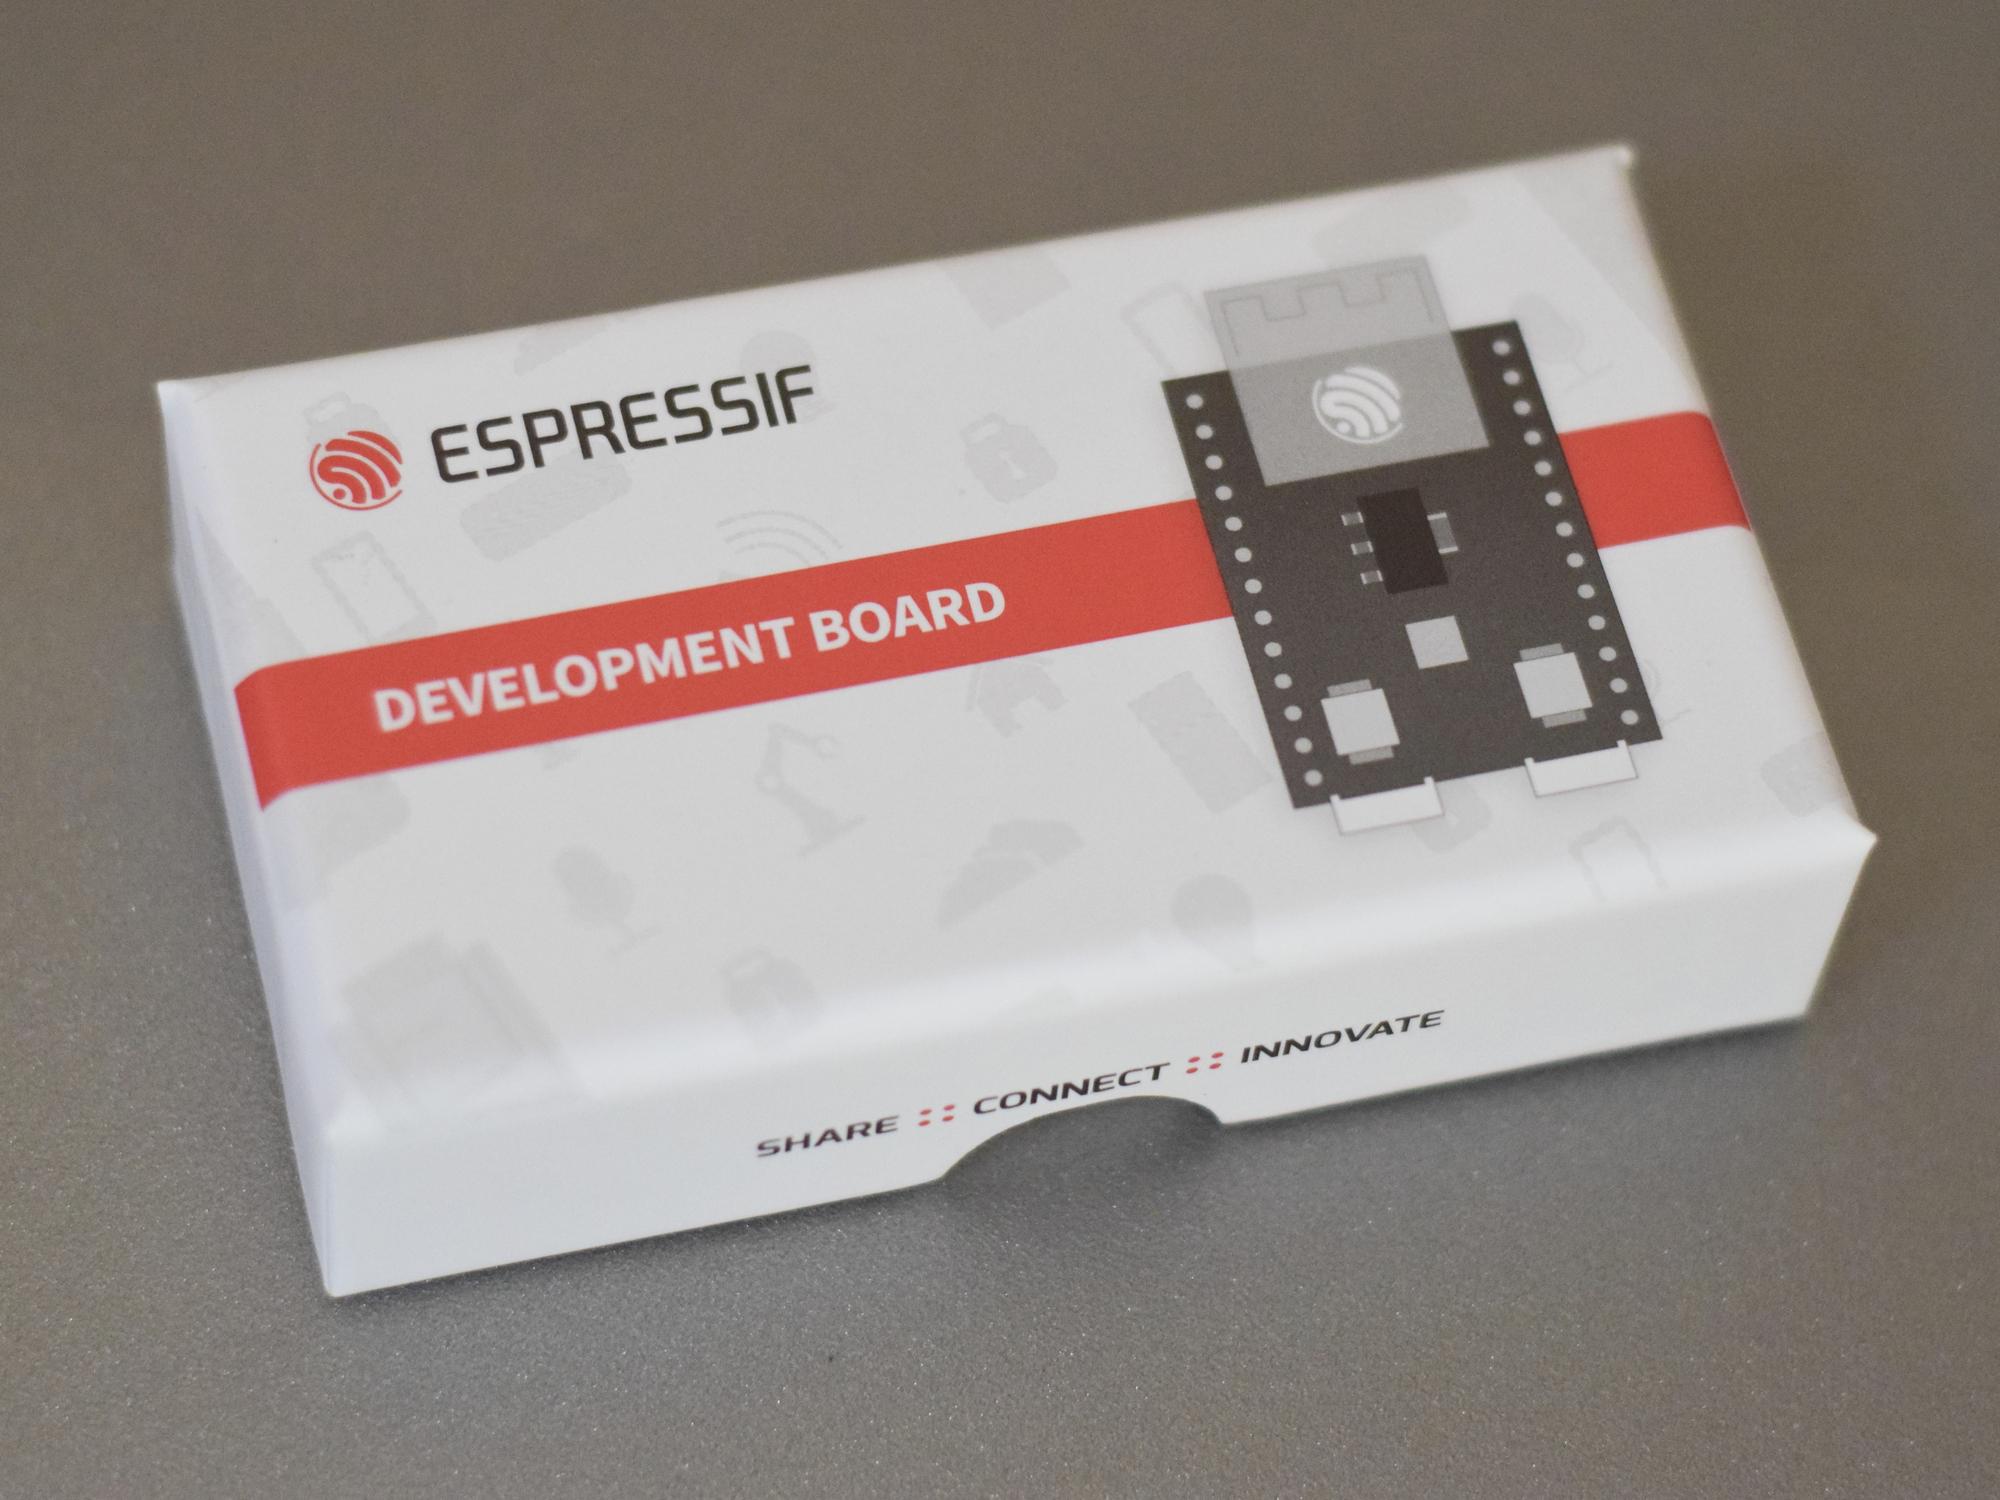 ESPRESSIF
DEVELOPMENT BOARD
SHARE :: CONNECT :: INNOVATE